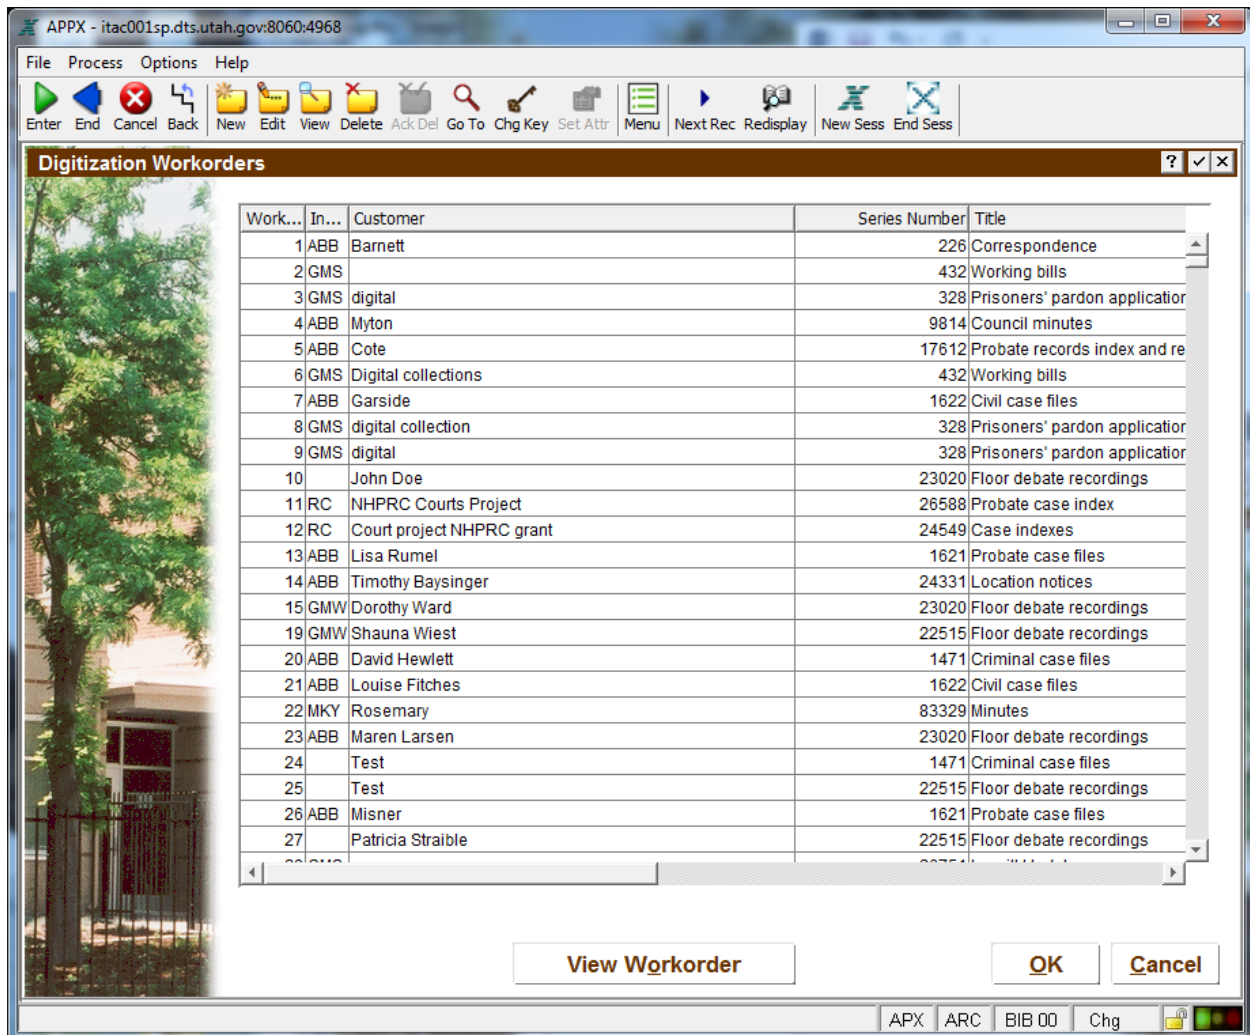 APPX - itac001sp.dts.utah.gov:8060:4968
File Process Options Help
Enter End Cancel Back New Edit View Delete Ack Del Go To Chg Key Set Attr Menu Next Rec Redisplay New Sess End Sess
Digitization Workorders
Work... In... Customer Series Number Title
1 ABB Barnett 226 Correspondence
2 GMS 432 Working bills
3 GMS digital 328 Prisoners' pardon application
4 ABB Myton 9814 Council minutes
5 ABB Cote 17612 Probate records index and re
6 GMS Digital collections 432 Working bills
7 ABB Garside 1622 Civil case files
8 GMS digital collection 328 Prisoners' pardon application
9 GMS digital 328 Prisoners' pardon application
10 John Doe 23020 Floor debate recordings
11 RC NHPRC Courts Project 26588 Probate case index
12 RC Court project NHPRC grant 24549 Case indexes
13 ABB Lisa Rumel 1621 Probate case files
14 ABB Timothy Baysinger 24331 Location notices
15 GMW Dorothy Ward 23020 Floor debate recordings
19 GMW Shauna Wiest 22515 Floor debate recordings
20 ABB David Hewlett 1471 Criminal case files
21 ABB Louise Fitches 1622 Civil case files
22 MKY Rosemary 83329 Minutes
23 ABB Maren Larsen 23020 Floor debate recordings
24 Test 1471 Criminal case files
25 Test 22515 Floor debate recordings
26 ABB Misner 1621 Probate case files
27 Patricia Straible 22515 Floor debate recordings
View Workorder OK Cancel
APX ARC BIB 00 Chg